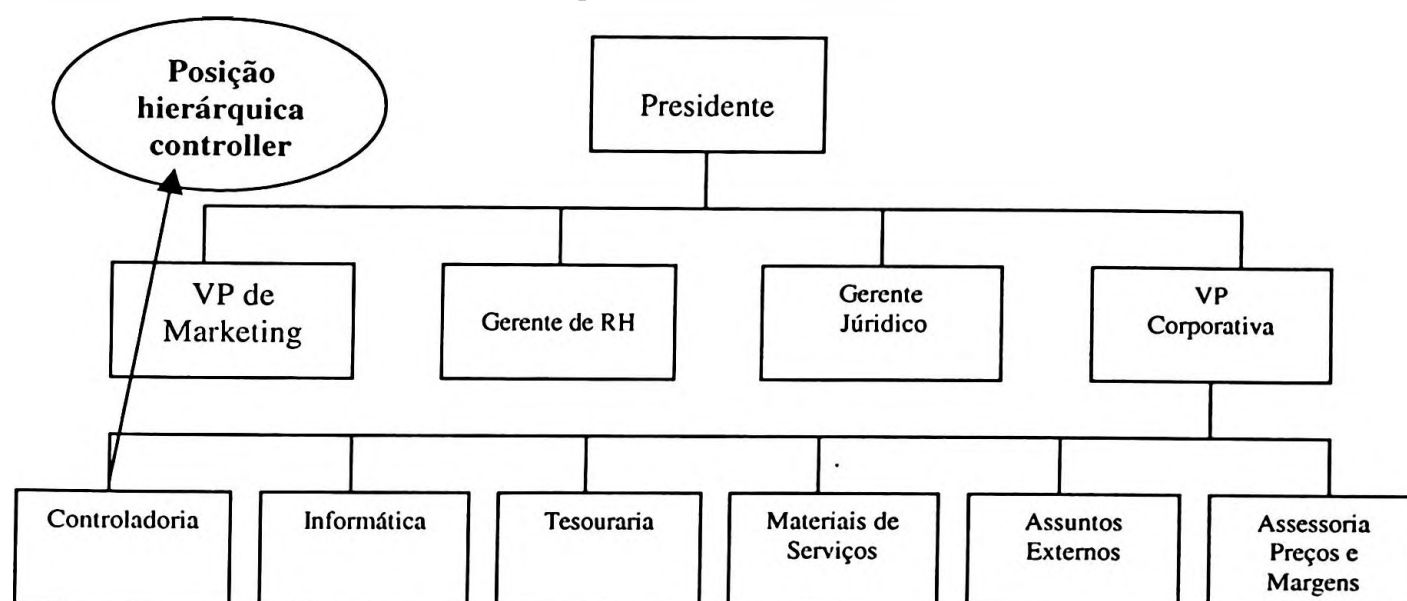 Posição
hierárquica
controller
Presidente
VP de
Marketing
Gerente de RH
Gerente
Júridico
VP
Corporativa
Controladoria
Informática
Tesouraria
Materiais de
Serviços
Assuntos
Externos
Assessoria
Preços e
Margens